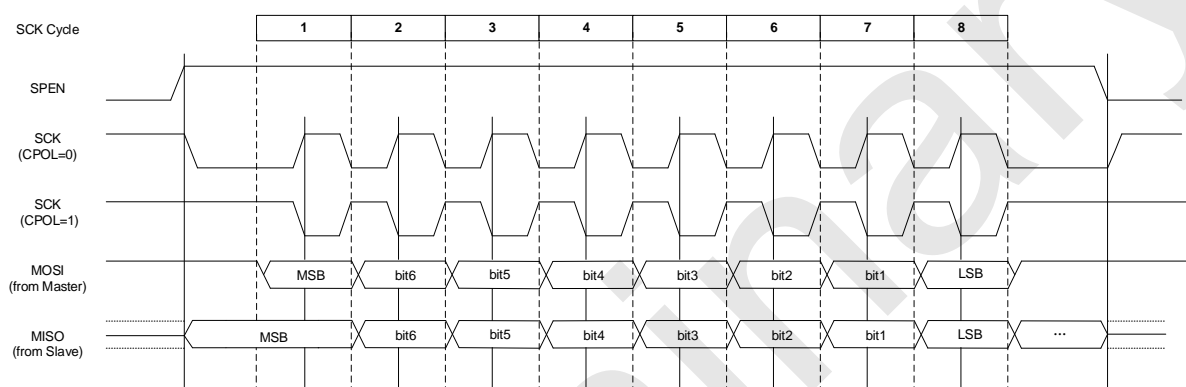 SCK Cycle 1 2 3 4 5 6 7 8
SPEN
SCK
(CPOL=0)
SCK
(CPOL=1)
MOSI
(from Master)
MSB bit6 bit5 bit4 bit3 bit2 bit1 LSB
MISO
(from Slave)
MSB bit6 bit5 bit4 bit3 bit2 bit1 LSB ...